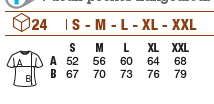 24 | S - M - L - XL - XXL
S M L XL XXL
A 52 56 60 64 68
B 67 70 73 76 79
A
B